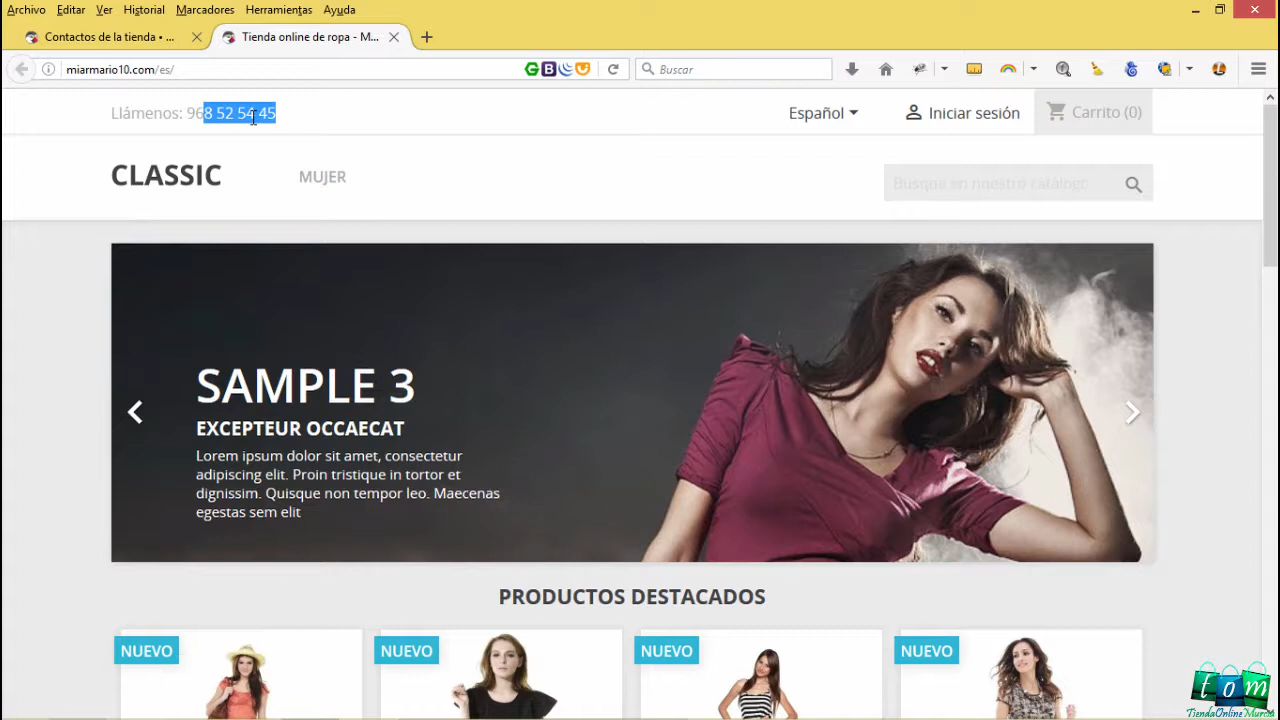 Archivo Editar Ver Historial Marcadores Herramientas Ayuda
Contactos de la tienda • ...
Tienda online de ropa - M...
miarmario10.com/es/
Buscar
Llámenos: 968 52 54 45
Español
Iniciar sesión
Carrito (0)
CLASSIC
MUJER
Busque en nuestro catálogo
SAMPLE 3
EXCEPTEUR OCCAECAT
Lorem ipsum dolor sit amet, consectetur
adipiscing elit. Proin tristique in tortor et
dignissim. Quisque non tempor leo. Maecenas
egestas sem elit
PRODUCTOS DESTACADOS
NUEVO
NUEVO
NUEVO
NUEVO
tom
TiendaOnlineMurcia